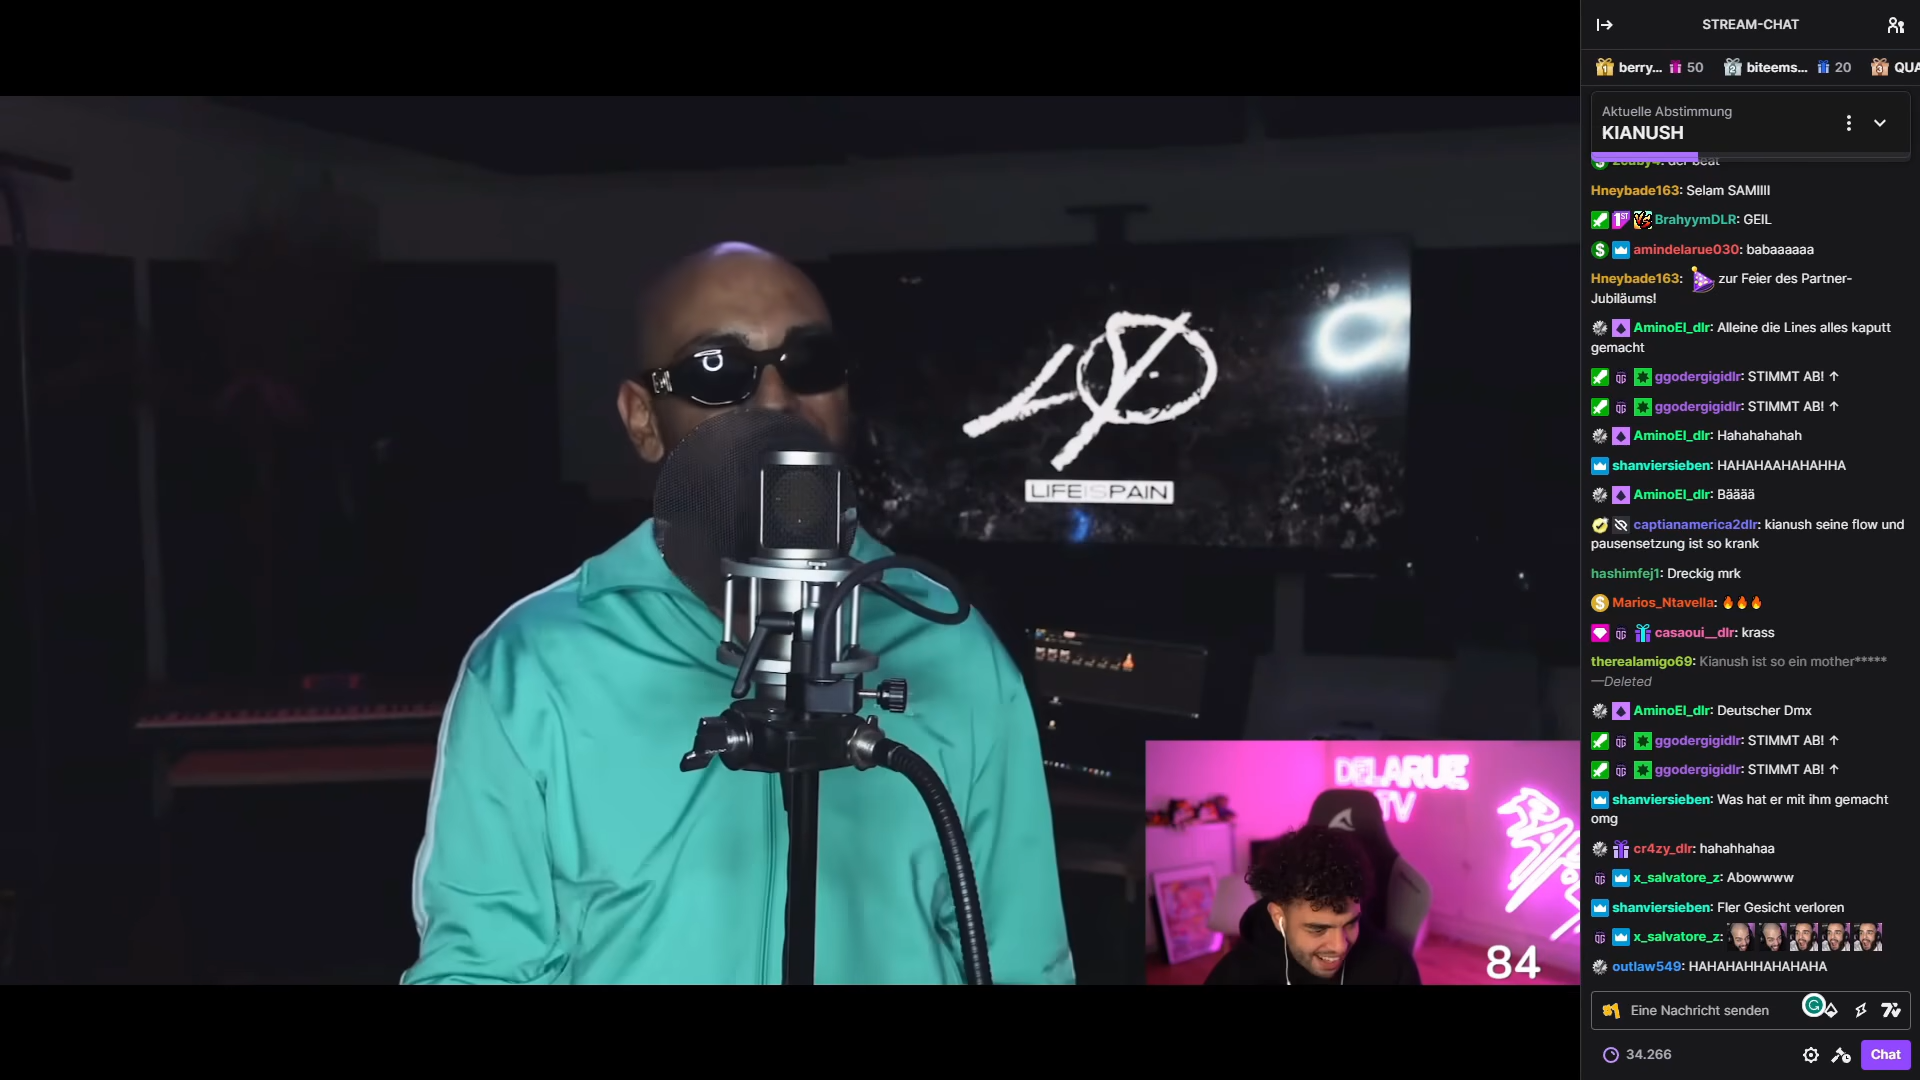 STREAM-CHAT
berry... 50 biteems... 20 QUA
Aktuelle Abstimmung
KIANUSH
2cuby4: der beat
Hneybade163: Selam SAMIIII
BrahyymDLR: GEIL
amindelarue030: babaaaaaa
Hneybade163: zur Feier des Partner-
Jubiläums!
AminoEl_dlr: Alleine die Lines alles kaputt
gemacht
ggodergigidlr: STIMMT AB! ↑
ggodergigidlr: STIMMT AB! ↑
AminoEl_dlr: Hahahahahah
shanviersieben: HAHAHAAHAHAHHA
AminoEl_dlr: Bääää
captianamerica2dlr: kianush seine flow und
pausensetzung ist so krank
hashimfej1: Dreckig mrk
Marios_Ntavella: 🔥🔥🔥
casaoui__dlr: krass
therealamigo69: Kianush ist so ein mother*****
—Deleted
AminoEl_dlr: Deutscher Dmx
ggodergigidlr: STIMMT AB! ↑
ggodergigidlr: STIMMT AB! ↑
shanviersieben: Was hat er mit ihm gemacht
omg
cr4zy_dlr: hahahhahaa
x_salvatore_z: Abowwww
shanviersieben: Fler Gesicht verloren
x_salvatore_z:
outlaw549: HAHAHAHHAHAHAHA
Eine Nachricht senden
34.266
Chat
LIFEISPAIN
DELARUE
TV
84